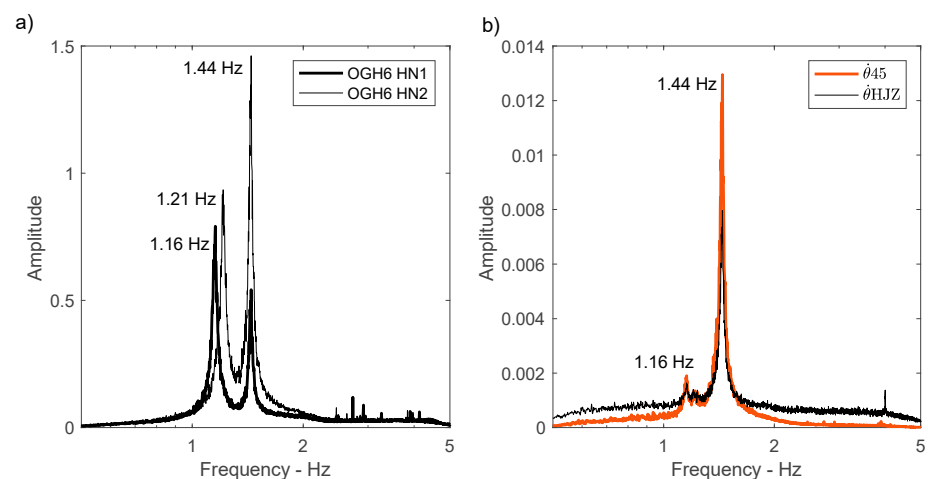 a)
1.44 Hz
1.21 Hz
1.16 Hz
OGH6 HN1
OGH6 HN2
Amplitude
1.5
1
0.5
0
1
2
5
Frequency - Hz
b)
1.44 Hz
1.16 Hz
θ̇45
θ̇HJZ
Amplitude
0.014
0.012
0.01
0.008
0.006
0.004
0.002
0
1
2
5
Frequency - Hz